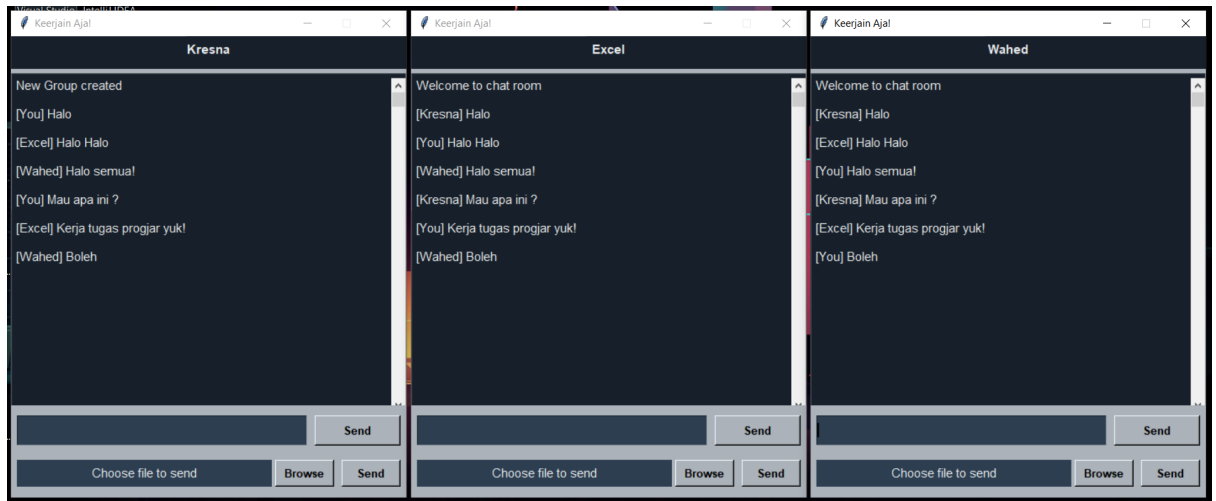 Visual Studio IntelliJ IDEA
Keerjain Aja!
Kresna
New Group created
[You] Halo
[Excel] Halo Halo
[Wahed] Halo semua!
[You] Mau apa ini ?
[Excel] Kerja tugas progjar yuk!
[Wahed] Boleh
Send
Choose file to send
Browse
Send
Keerjain Aja!
Excel
Welcome to chat room
[Kresna] Halo
[You] Halo Halo
[Wahed] Halo semua!
[Kresna] Mau apa ini ?
[You] Kerja tugas progjar yuk!
[Wahed] Boleh
Send
Choose file to send
Browse
Send
Keerjain Aja!
Wahed
Welcome to chat room
[Kresna] Halo
[Excel] Halo Halo
[You] Halo semua!
[Kresna] Mau apa ini ?
[Excel] Kerja tugas progjar yuk!
[You] Boleh
Send
Choose file to send
Browse
Send